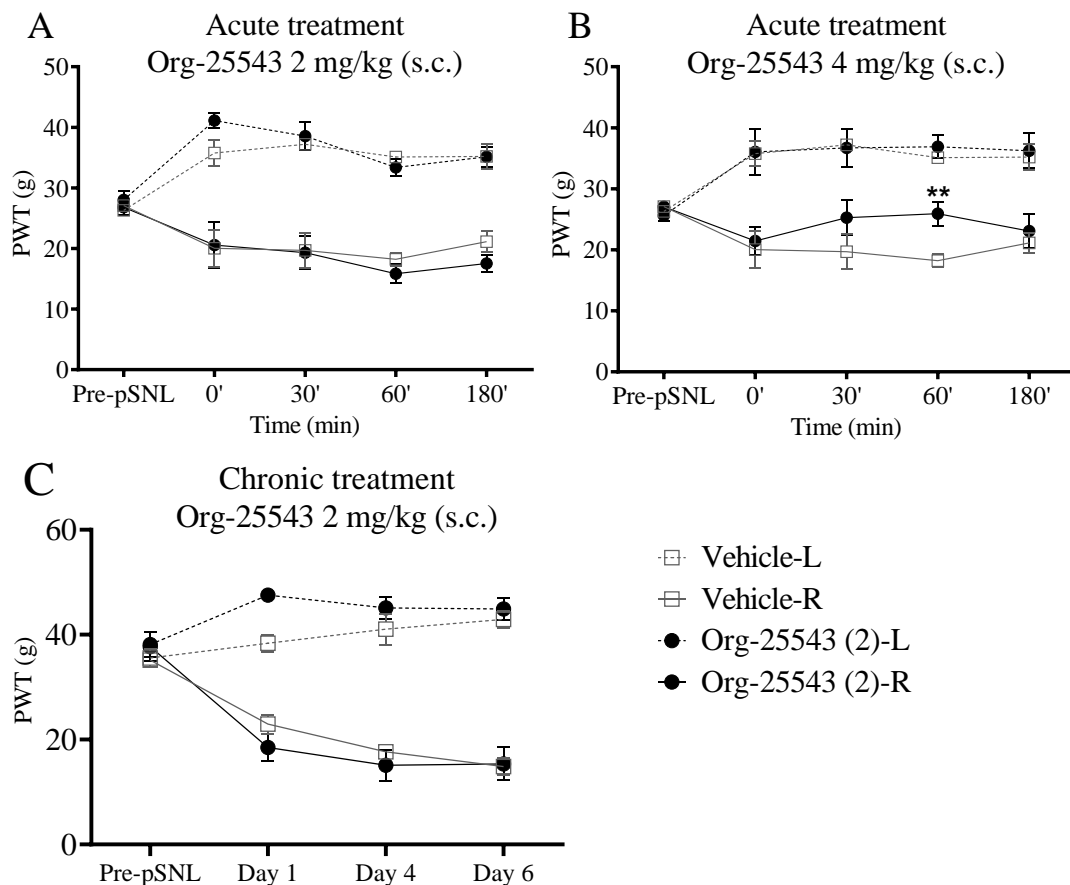 A
Acute treatment
Org-25543 2 mg/kg (s.c.)
50
40
30
20
10
0
PWT (g)
Pre-pSNL 0' 30' 60' 180'
Time (min)
B
Acute treatment
Org-25543 4 mg/kg (s.c.)
50
40
30
20
10
0
PWT (g)
**
Pre-pSNL 0' 30' 60' 180'
Time (min)
C
Chronic treatment
Org-25543 2 mg/kg (s.c.)
60
40
20
0
PWT (g)
Pre-pSNL Day 1 Day 4 Day 6
Vehicle-L
Vehicle-R
Org-25543 (2)-L
Org-25543 (2)-R